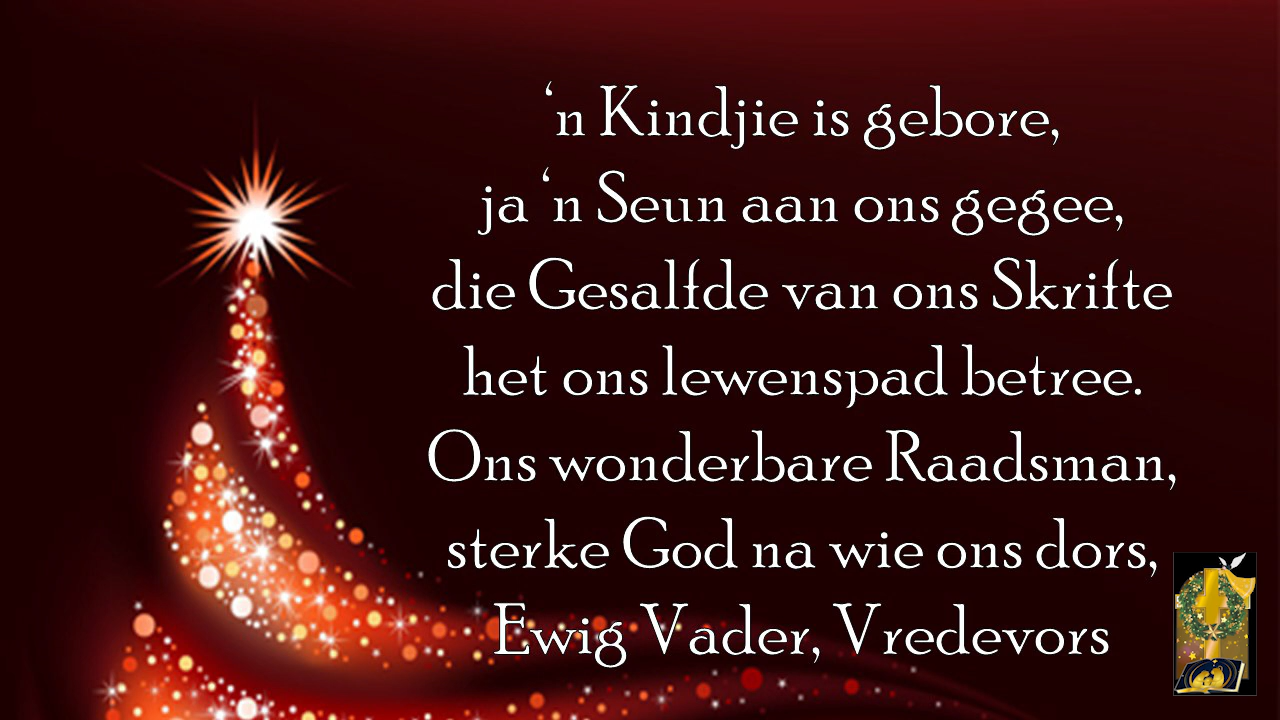 ‘n Kindjie is gebore,
ja ‘n Seun aan ons gegee,
die Gesalfde van ons Skrifte
het ons lewenspad betree.
Ons wonderbare Raadsman,
sterke God na wie ons dors,
Ewig Vader, Vredevors